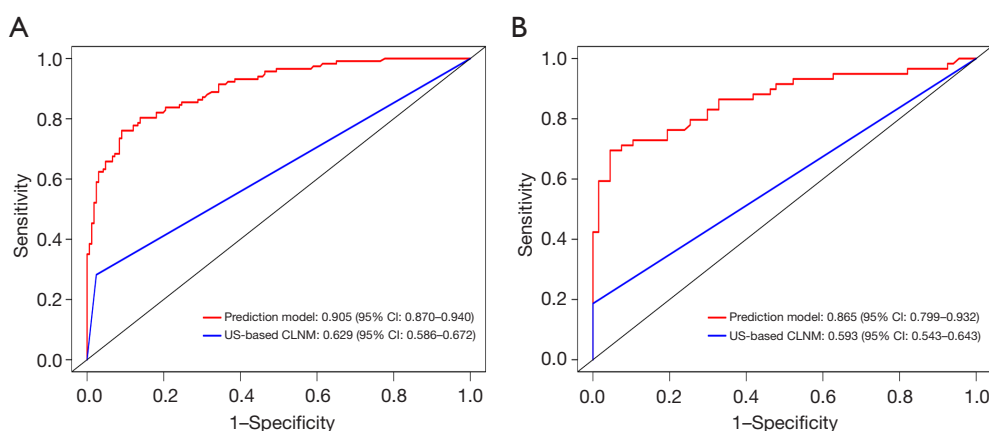 A
1.0
0.8
0.6
0.4
0.2
0.0
Sensitivity
Prediction model: 0.905 (95% CI: 0.870–0.940)
US-based CLNM: 0.629 (95% CI: 0.586–0.672)
0.0 0.2 0.4 0.6 0.8 1.0
1–Specificity
B
1.0
0.8
0.6
0.4
0.2
0.0
Sensitivity
Prediction model: 0.865 (95% CI: 0.799–0.932)
US-based CLNM: 0.593 (95% CI: 0.543–0.643)
0.0 0.2 0.4 0.6 0.8 1.0
1–Specificity